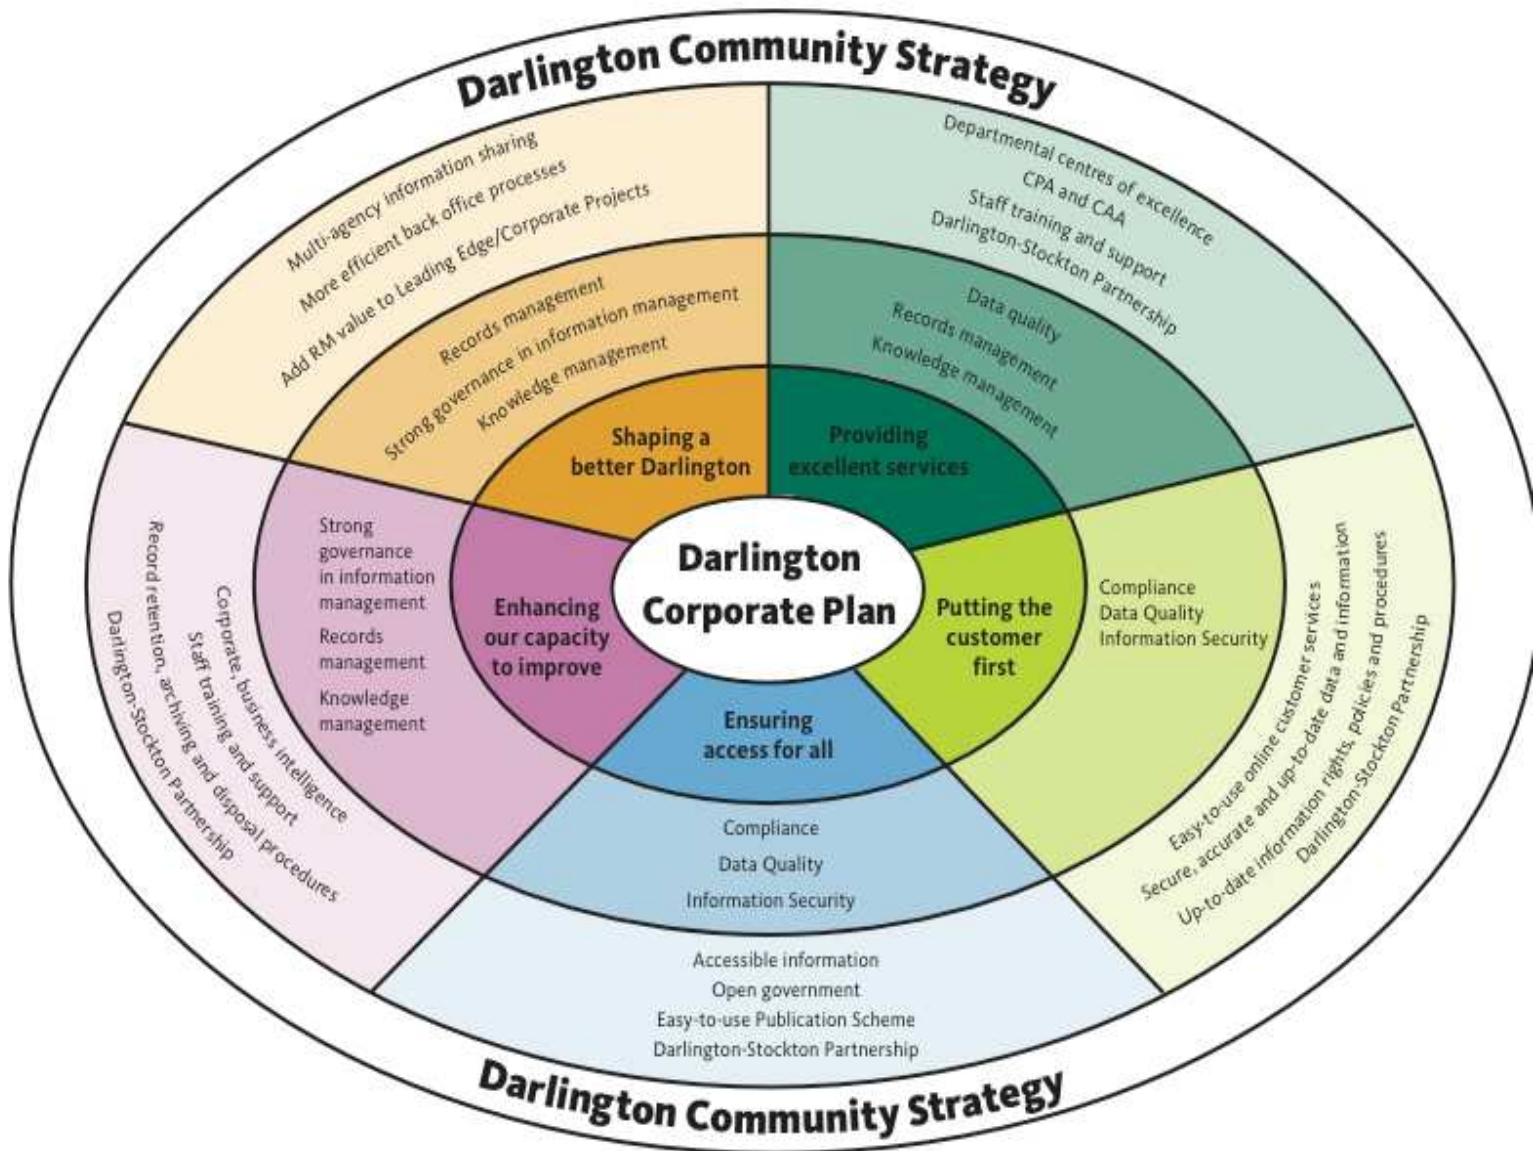 Darlington Community Strategy
Multi-agency information sharing
More efficient back office processes
Add RM value to Leading Edge/Corporate Projects
Records management
Strong governance in information management
Knowledge management
Shaping a
better Darlington
Departmental centres of excellence
CPA and CAA
Staff training and support
Darlington-Stockton Partnership
Data quality
Records management
Knowledge management
Providing
excellent services
Darlington
Corporate Plan
Putting the
customer
first
Compliance
Data Quality
Information Security
Easy-to-use online customer services
Secure, accurate and up-to-date data and information
Up-to-date information rights, policies and procedures
Darlington-Stockton Partnership
Enhancing
our capacity
to improve
Strong
governance
in information
management
Records
management
Knowledge
management
Corporate, business intelligence
Staff training and support
Record retention, archiving and disposal procedures
Darlington-Stockton Partnership
Ensuring
access for all
Compliance
Data Quality
Information Security
Accessible information
Open government
Easy-to-use Publication Scheme
Darlington-Stockton Partnership
Darlington Community Strategy